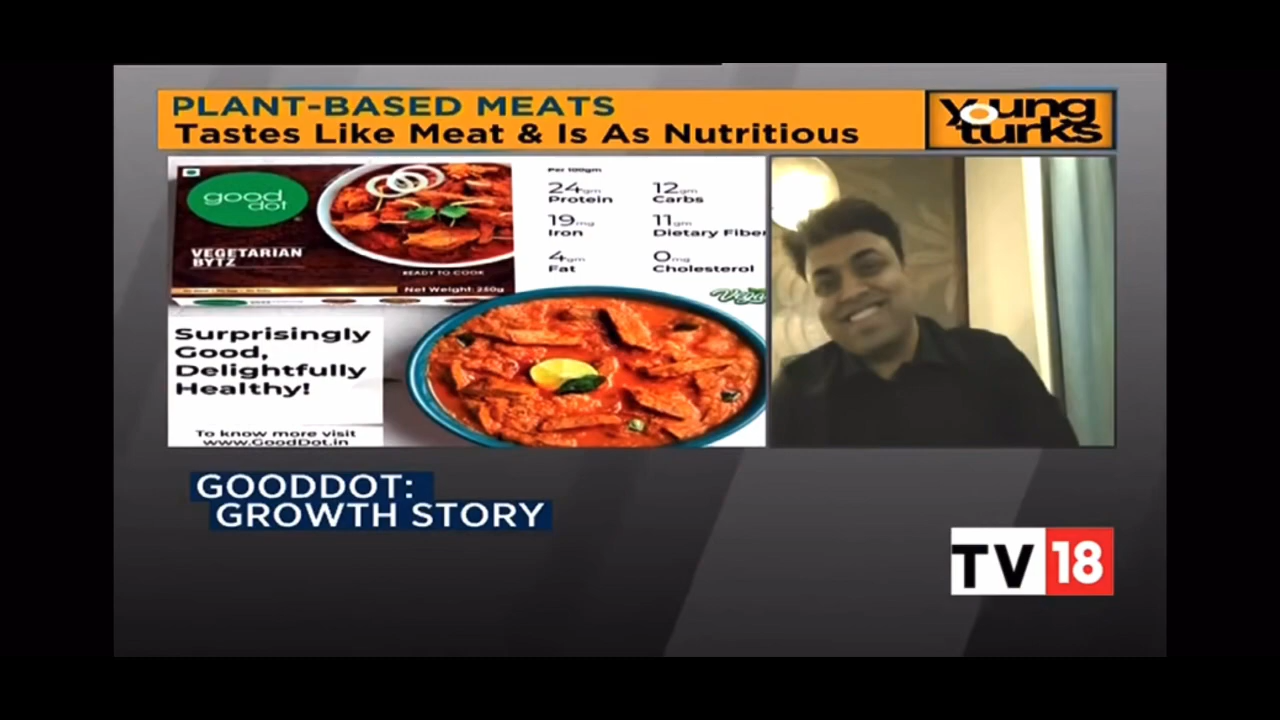 PLANT-BASED MEATS
Tastes Like Meat & Is As Nutritious
young
turks
good
dot
VEGETARIAN
BYTZ
READY TO COOK
Net Weight: 250g
Per 100gm
24gm
Protein
12gm
Carbs
19mg
Iron
11gm
Dietary Fiber
4gm
Fat
0mg
Cholesterol
Surprisingly
Good,
Delightfully
Healthy!
To know more visit
www.GoodDot.in
GOODDOT:
GROWTH STORY
TV18